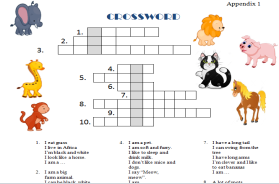 Appendix 1
CROSSWORD
1.
2.
3.
4.
5.
6.
7.
8.
9.
10.
1. I eat grass
I live in Africa
I'm black and white
I look like a horse.
I am a ...
2. I am a big
farm animal
I can be black, white
4. I am a pet.
I am soft and furry.
I like to sleep and
drink milk.
I don't like mice and
dogs.
I say "Meow,
meow".
I am
7. I have a long tail
I can swing from the
tree
I have long arms
I'm clever and I like
to eat bananas.
I am ...
8. A lot of